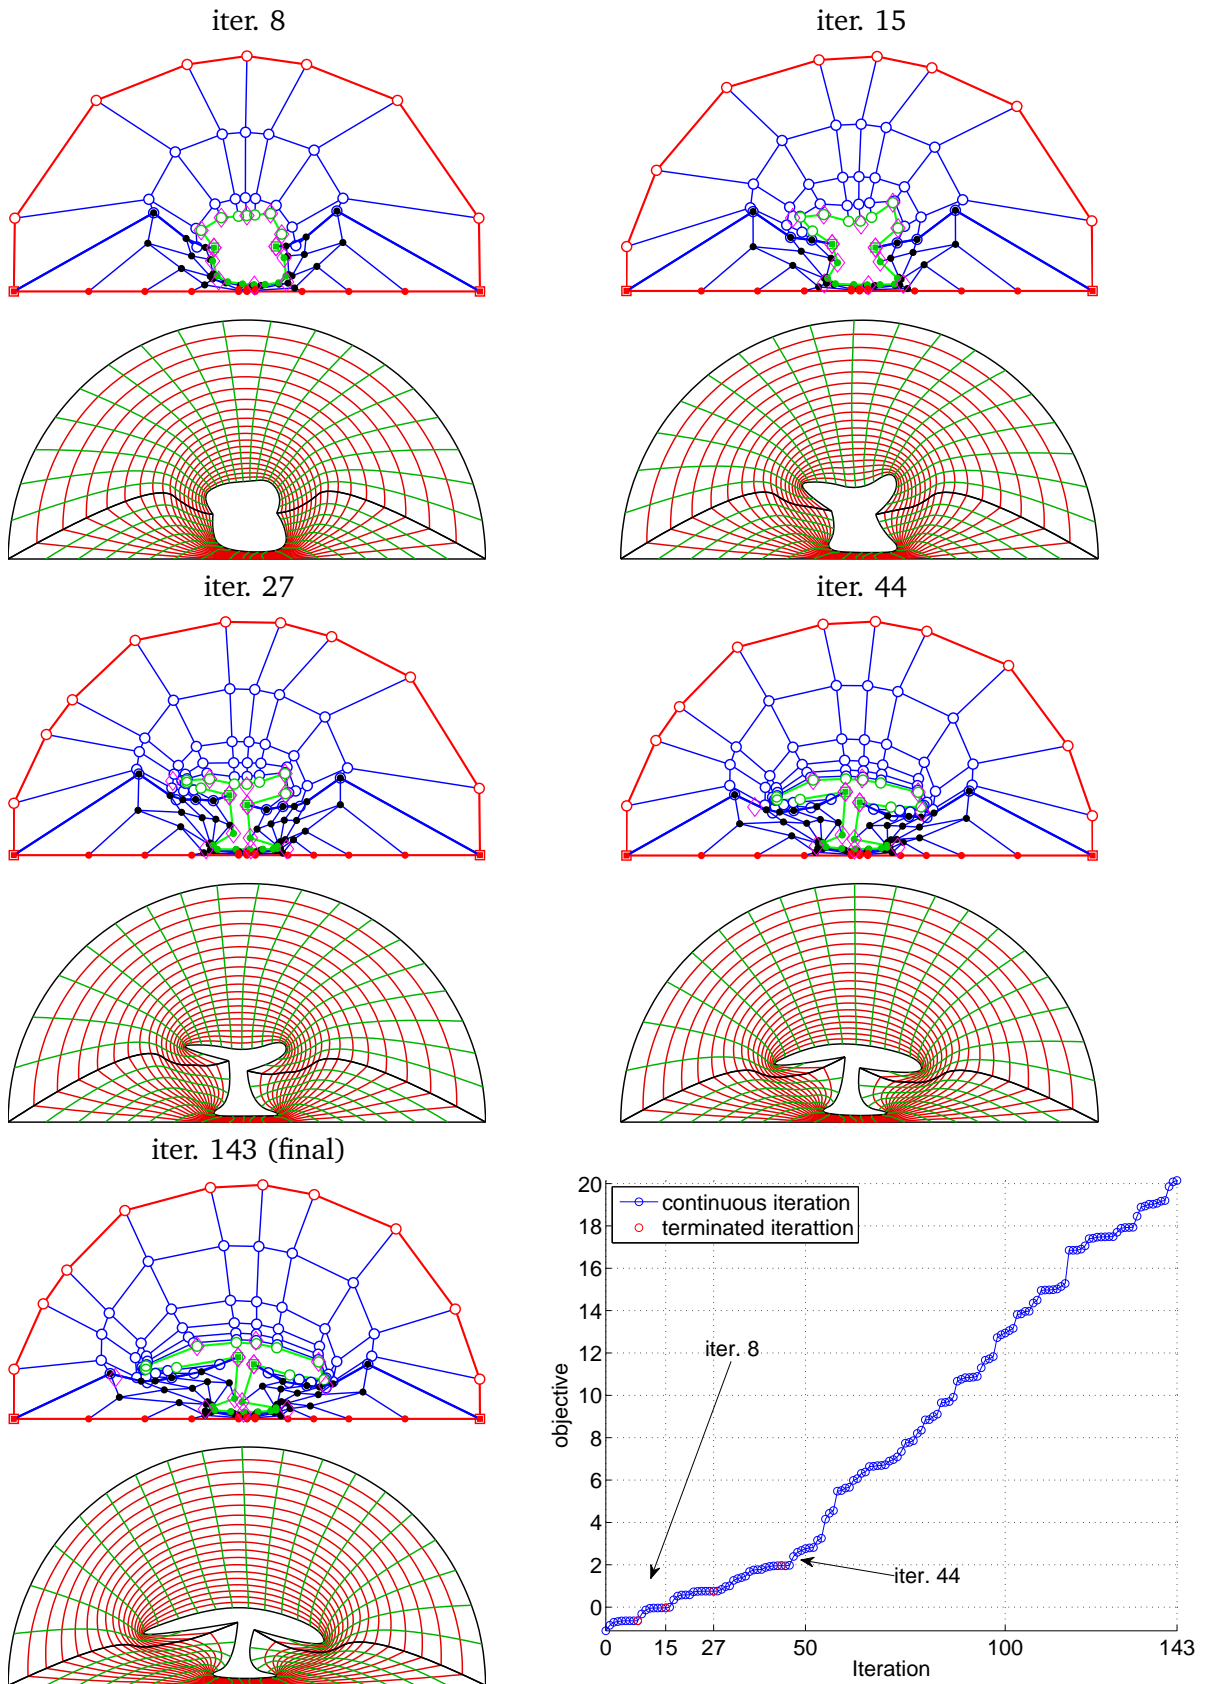 iter. 8
iter. 15
iter. 27
iter. 44
iter. 143 (final)
20
18
16
14
12
10
8
6
4
2
0
objective
continuous iteration
terminated iterattion
iter. 8
iter. 44
0
15
27
50
100
143
Iteration